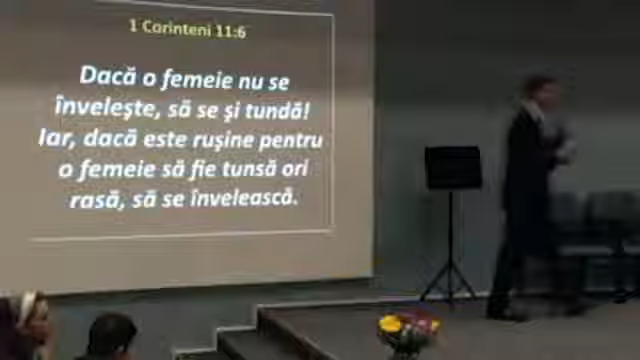 1 Corinteni 11:6
Dacă o femeie nu se
învelește, să se și tundă!
Iar, dacă este rușine pentru
o femeie să fie tunsă ori
rasă, să se învelească.